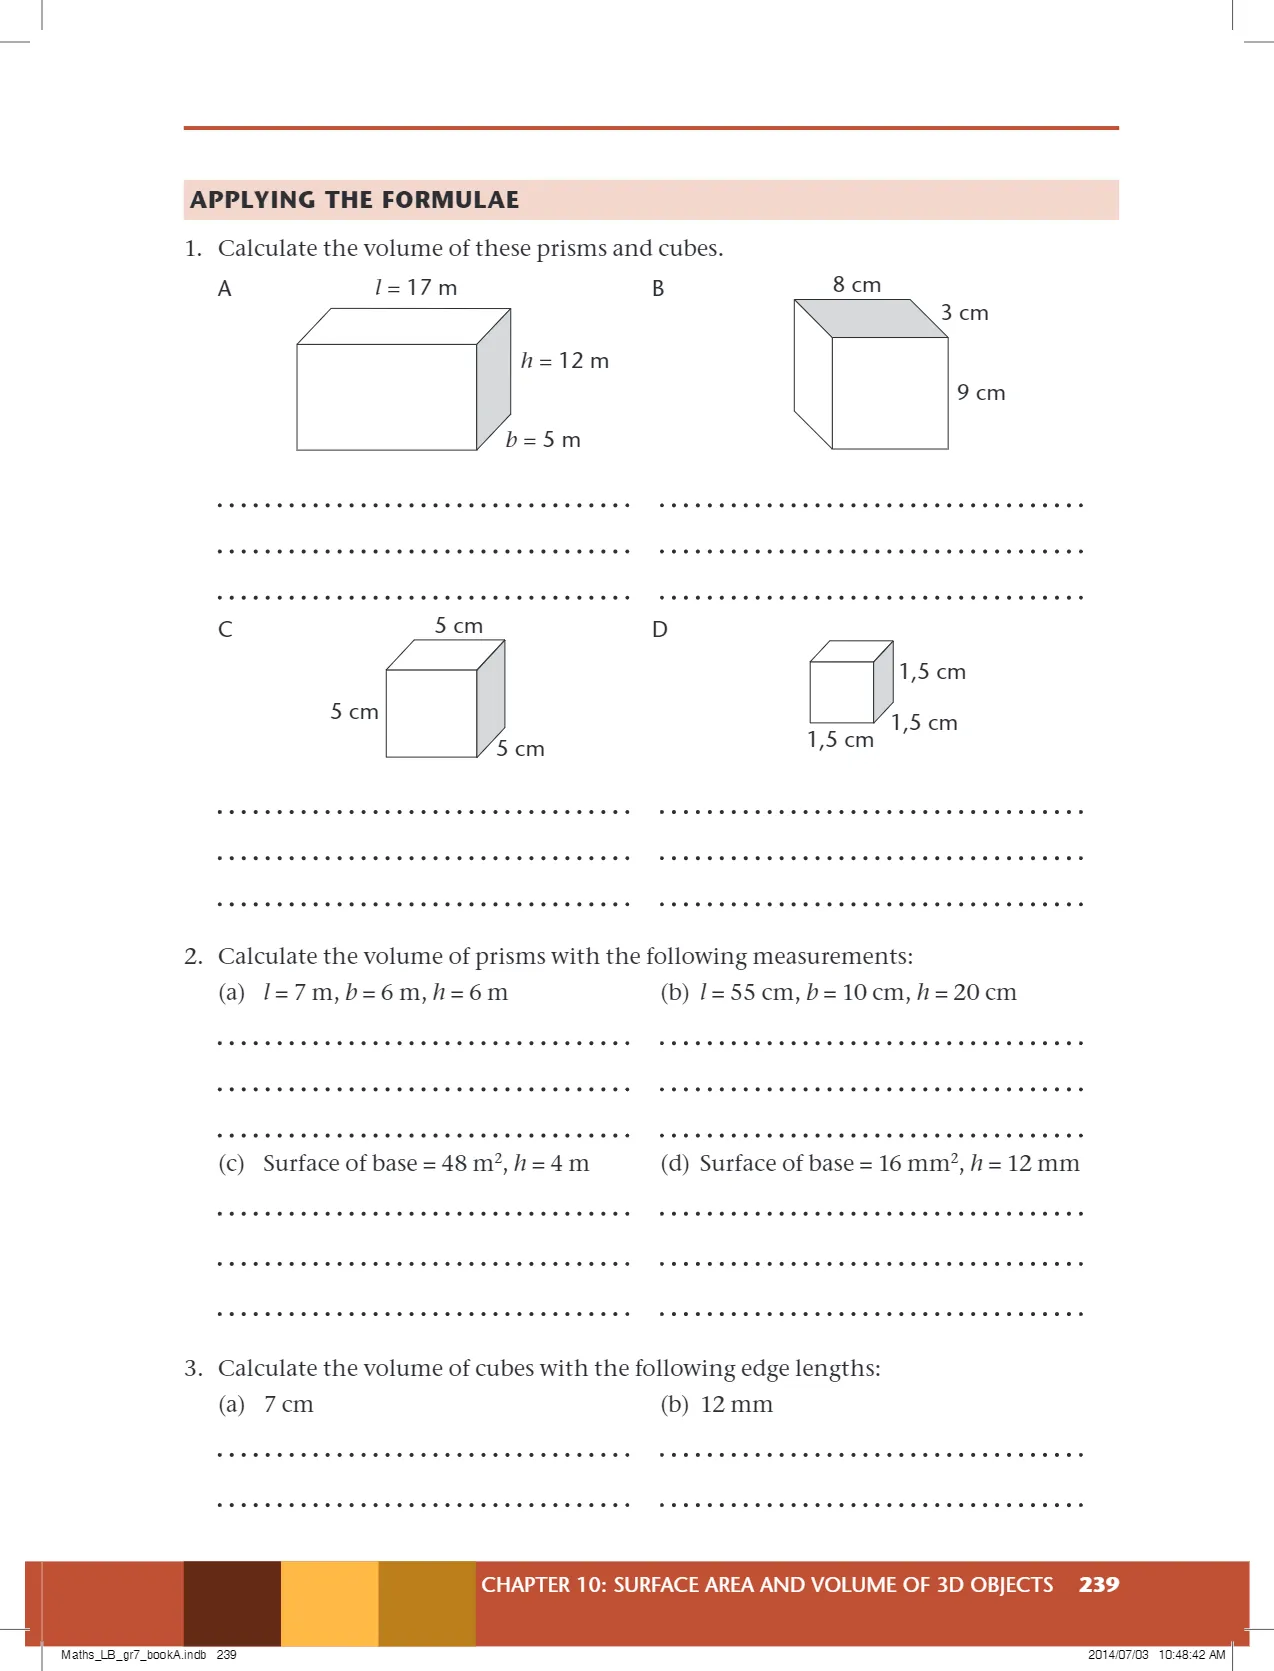 APPLYING THE FORMULAE
1. Calculate the volume of these prisms and cubes.
A
l = 17 m
h = 12 m
b = 5 m
B
8 cm
3 cm
9 cm
C
5 cm
5 cm
5 cm
D
1,5 cm
1,5 cm
1,5 cm
2. Calculate the volume of prisms with the following measurements:
(a) l = 7 m, b = 6 m, h = 6 m
(b) l = 55 cm, b = 10 cm, h = 20 cm
(c) Surface of base = 48 m², h = 4 m
(d) Surface of base = 16 mm², h = 12 mm
3. Calculate the volume of cubes with the following edge lengths:
(a) 7 cm
(b) 12 mm
CHAPTER 10: SURFACE AREA AND VOLUME OF 3D OBJECTS 239
Maths_LB_gr7_bookA.indb 239
2014/07/03 10:48:42 AM